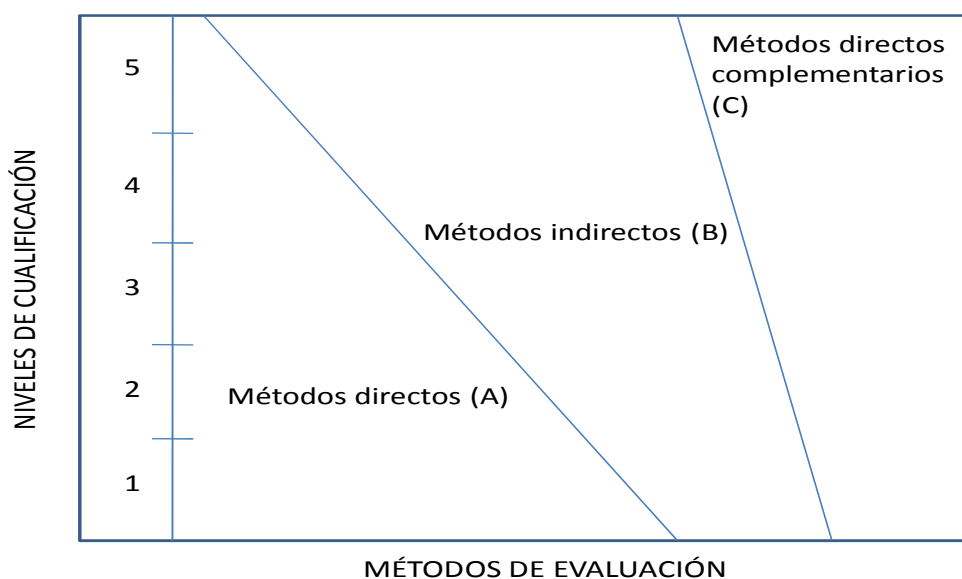 Métodos directos
complementarios
(C)
5
4
Métodos indirectos (B)
3
2
Métodos directos (A)
1
NIVELES DE CUALIFICACIÓN
MÉTODOS DE EVALUACIÓN